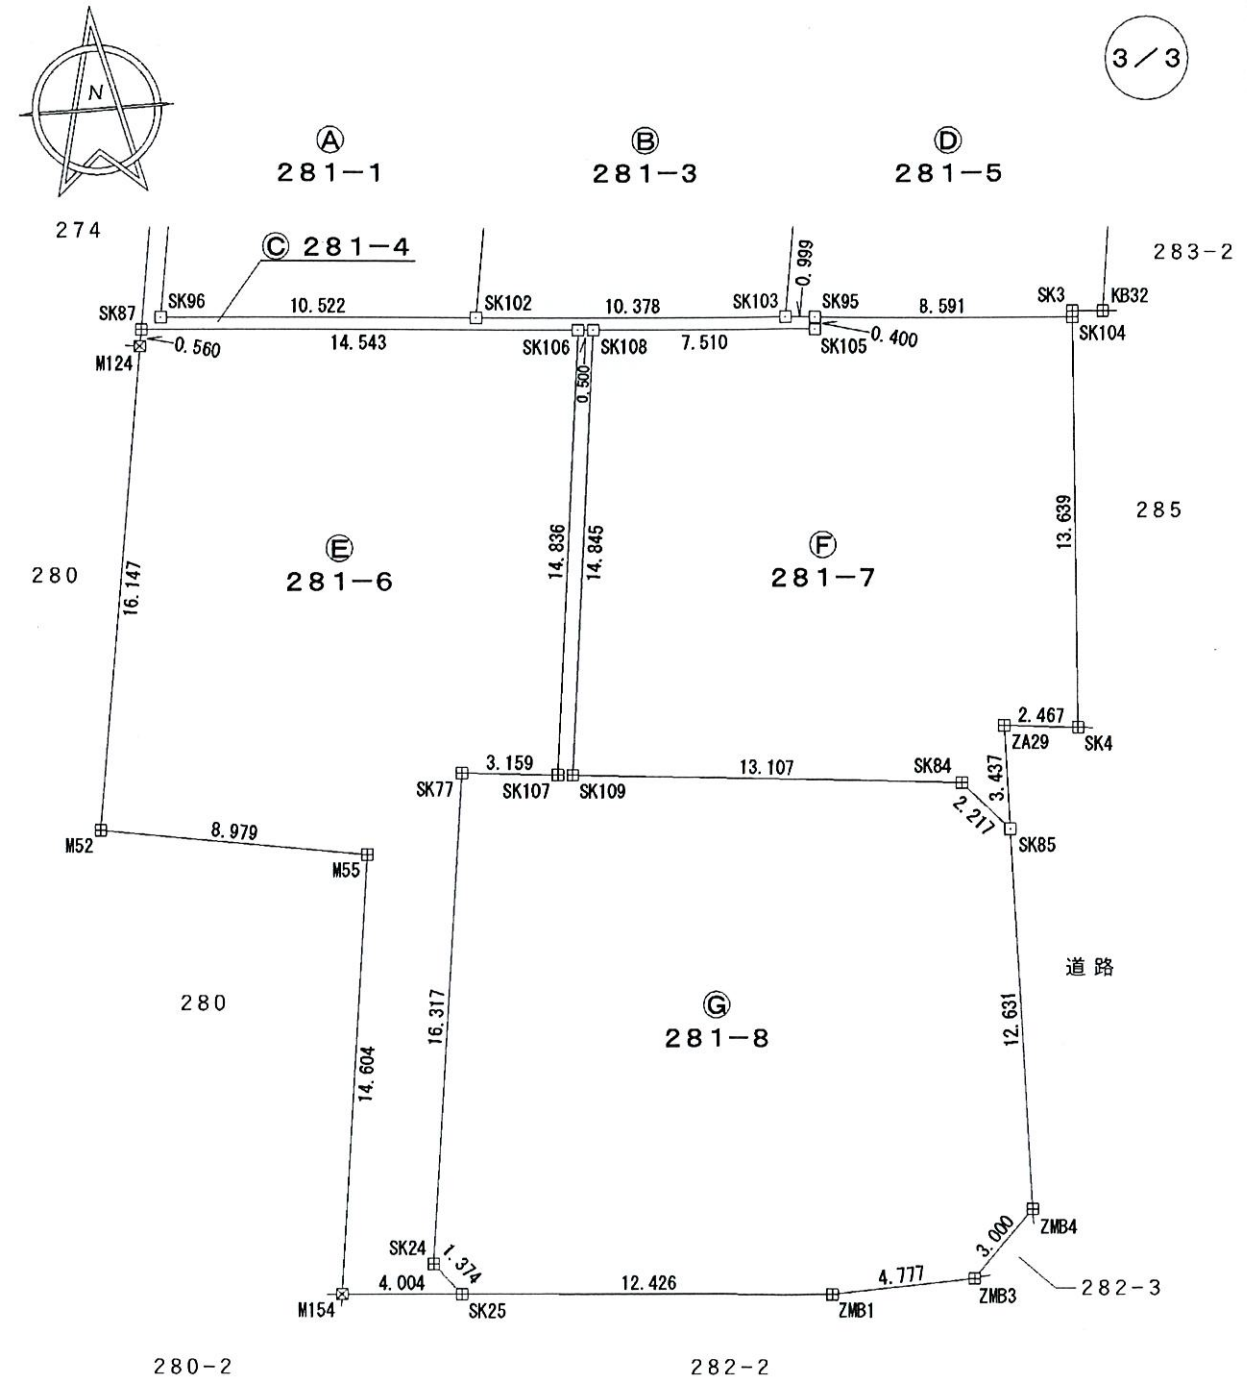 3/3
N
Ⓐ
281-1
Ⓑ
281-3
Ⓓ
281-5
274
Ⓒ 281-4
283-2
0.999
SK87
SK96
10.522
SK102
10.378
SK103
SK95
8.591
SK3
KB32
SK104
0.560
14.543
SK106
SK108
7.510
SK105
0.400
M124
0.500
13.639
285
14.836
14.845
Ⓔ
281-6
Ⓕ
281-7
280
16.147
2.467
ZA29
SK4
3.437
SK77
3.159
SK107
SK109
13.107
SK84
2.217
SK85
M52
8.979
M55
道路
280
16.317
Ⓖ
281-8
12.631
14.604
ZMB4
3.000
SK24
1.374
4.004
M154
SK25
12.426
ZMB1
4.777
ZMB3
282-3
280-2
282-2